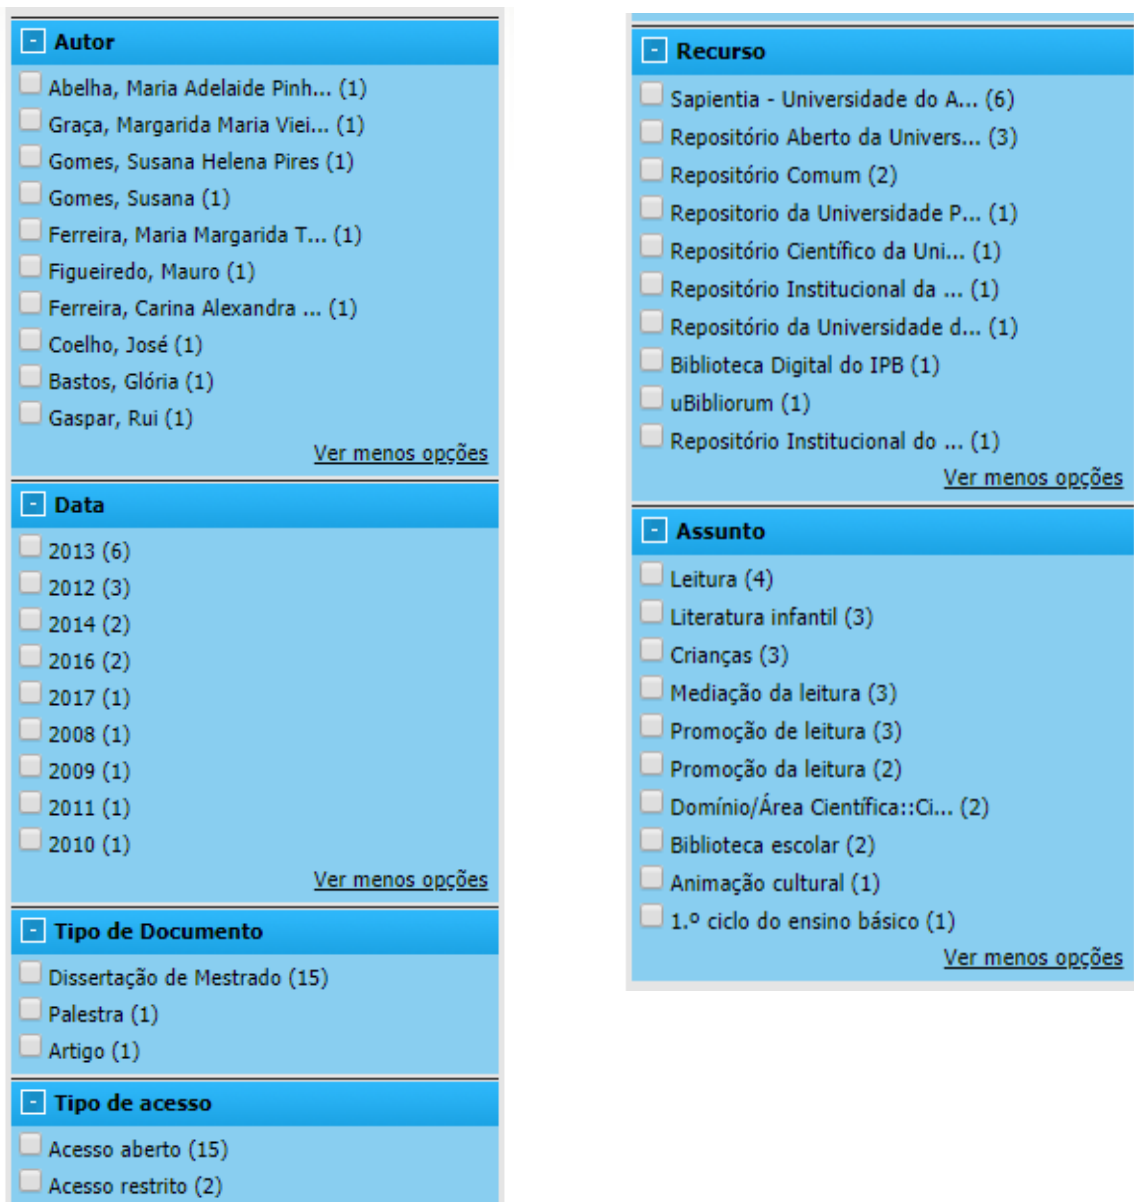 Autor
Abelha, Maria Adelaide Pinh... (1)
Graça, Margarida Maria Viei... (1)
Gomes, Susana Helena Pires (1)
Gomes, Susana (1)
Ferreira, Maria Margarida T... (1)
Figueiredo, Mauro (1)
Ferreira, Carina Alexandra ... (1)
Coelho, José (1)
Bastos, Glória (1)
Gaspar, Rui (1)
Ver menos opções
Data
2013 (6)
2012 (3)
2014 (2)
2016 (2)
2017 (1)
2008 (1)
2009 (1)
2011 (1)
2010 (1)
Ver menos opções
Tipo de Documento
Dissertação de Mestrado (15)
Palestra (1)
Artigo (1)
Tipo de acesso
Acesso aberto (15)
Acesso restrito (2)
Recurso
Sapientia - Universidade do A... (6)
Repositório Aberto da Univers... (3)
Repositório Comum (2)
Repositorio da Universidade P... (1)
Repositório Científico da Uni... (1)
Repositório Institucional da ... (1)
Repositório da Universidade d... (1)
Biblioteca Digital do IPB (1)
uBibliorum (1)
Repositório Institucional do ... (1)
Ver menos opções
Assunto
Leitura (4)
Literatura infantil (3)
Crianças (3)
Mediação da leitura (3)
Promoção de leitura (3)
Promoção da leitura (2)
Domínio/Área Científica::Ci... (2)
Biblioteca escolar (2)
Animação cultural (1)
1.º ciclo do ensino básico (1)
Ver menos opções